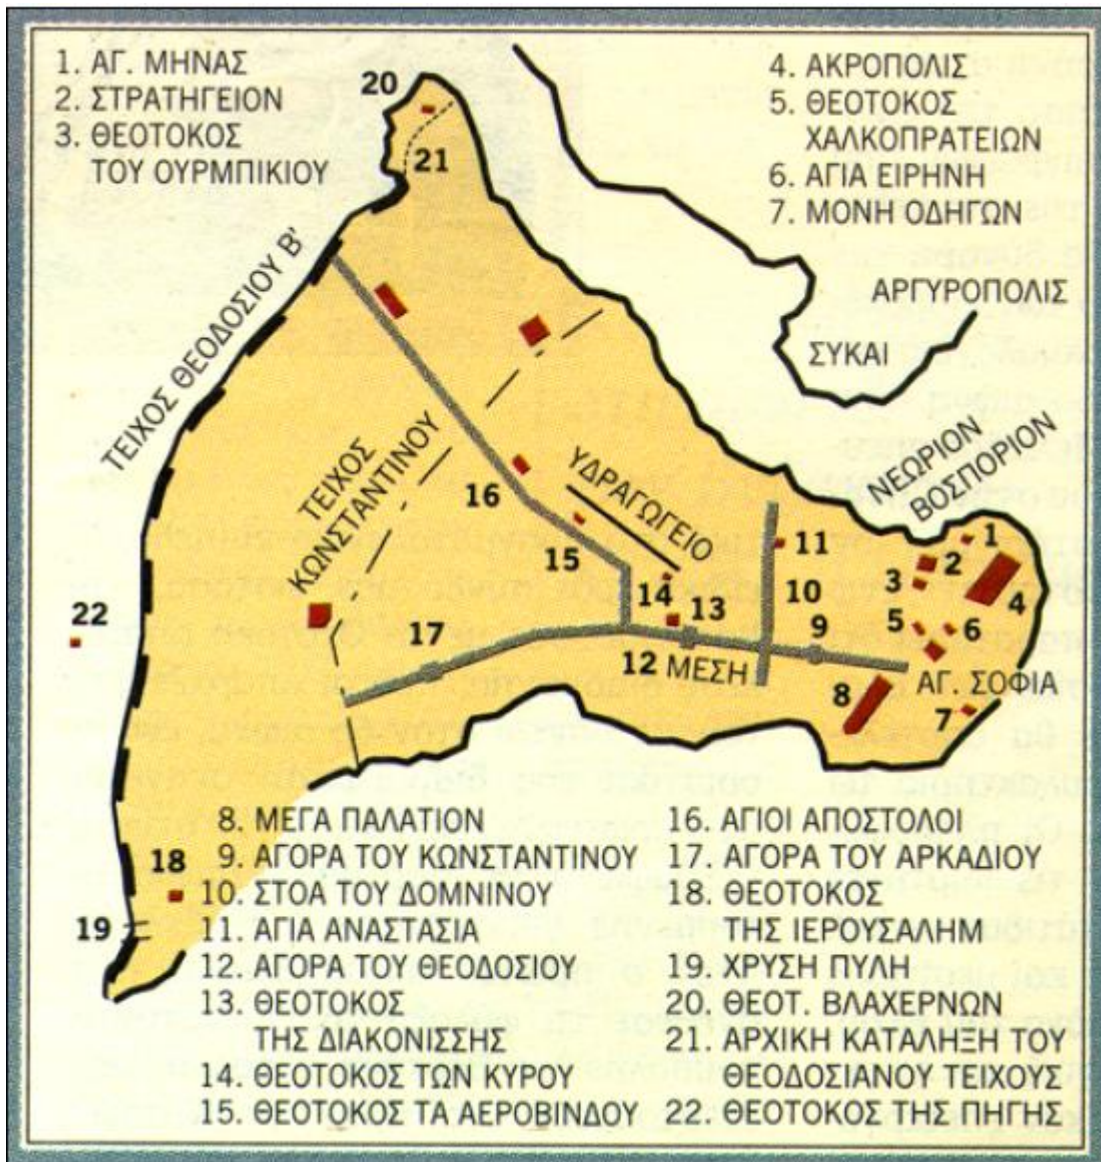 1. ΑΓ. ΜΗΝΑΣ
2. ΣΤΡΑΤΗΓΕΙΟΝ
3. ΘΕΟΤΟΚΟΣ
ΤΟΥ ΟΥΡΜΠΙΚΙΟΥ
4. ΑΚΡΟΠΟΛΙΣ
5. ΘΕΟΤΟΚΟΣ
ΧΑΛΚΟΠΡΑΤΕΙΩΝ
6. ΑΓΙΑ ΕΙΡΗΝΗ
7. ΜΟΝΗ ΟΔΗΓΩΝ
20
21
ΤΕΙΧΟΣ ΘΕΟΔΟΣΙΟΥ Β'
ΑΡΓΥΡΟΠΟΛΙΣ
ΣΥΚΑΙ
ΤΕΙΧΟΣ
ΚΩΝΣΤΑΝΤΙΝΟΥ
ΥΔΡΑΓΩΓΕΙΟ
ΝΕΩΡΙΟΝ
ΒΟΣΠΟΡΙΟΝ
16
15
11
1
2
3
4
14
13
10
9
5
6
22
17
12 ΜΕΣΗ
8
ΑΓ. ΣΟΦΙΑ
7
18
19
8. ΜΕΓΑ ΠΑΛΑΤΙΟΝ
9. ΑΓΟΡΑ ΤΟΥ ΚΩΝΣΤΑΝΤΙΝΟΥ
10. ΣΤΟΑ ΤΟΥ ΔΟΜΝΙΝΟΥ
11. ΑΓΙΑ ΑΝΑΣΤΑΣΙΑ
12. ΑΓΟΡΑ ΤΟΥ ΘΕΟΔΟΣΙΟΥ
13. ΘΕΟΤΟΚΟΣ
ΤΗΣ ΔΙΑΚΟΝΙΣΣΗΣ
14. ΘΕΟΤΟΚΟΣ ΤΩΝ ΚΥΡΟΥ
15. ΘΕΟΤΟΚΟΣ ΤΑ ΑΕΡΟΒΙΝΔΟΥ
16. ΑΓΙΟΙ ΑΠΟΣΤΟΛΟΙ
17. ΑΓΟΡΑ ΤΟΥ ΑΡΚΑΔΙΟΥ
18. ΘΕΟΤΟΚΟΣ
ΤΗΣ ΙΕΡΟΥΣΑΛΗΜ
19. ΧΡΥΣΗ ΠΥΛΗ
20. ΘΕΟΤ. ΒΛΑΧΕΡΝΩΝ
21. ΑΡΧΙΚΗ ΚΑΤΑΛΗΞΗ ΤΟΥ
ΘΕΟΔΟΣΙΑΝΟΥ ΤΕΙΧΟΥΣ
22. ΘΕΟΤΟΚΟΣ ΤΗΣ ΠΗΓΗΣ